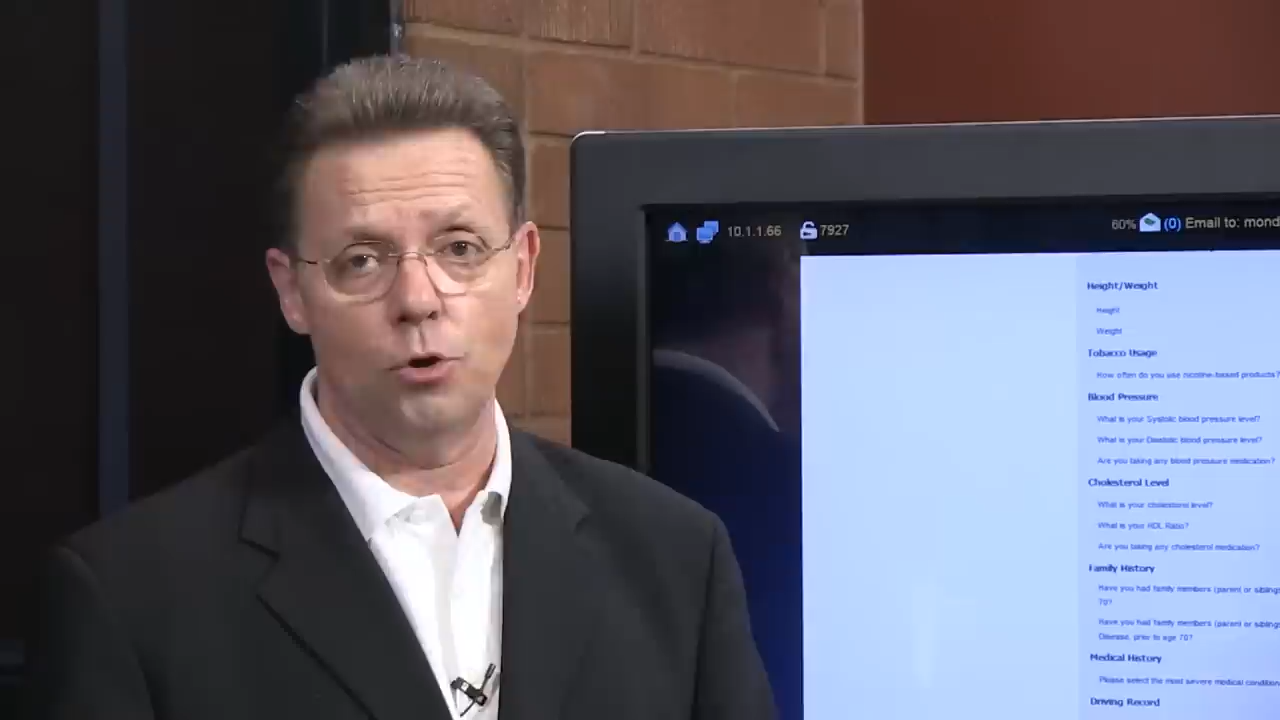 10.1.1.66 7927 60% (0) Email to: mond
Height/Weight
Height
Weight
Tobacco Usage
How often do you use nicotine-based products?
Blood Pressure
What is your Systolic blood pressure level?
What is your Diastolic blood pressure level?
Are you taking any blood pressure medication?
Cholesterol Level
What is your cholesterol level?
What is your HDL Ratio?
Are you taking any cholesterol medication?
Family History
Have you had family members (parent or siblings
70?
Have you had family members (parent or siblings
Disease, prior to age 70?
Medical History
Please select the most severe medical condition
Driving Record